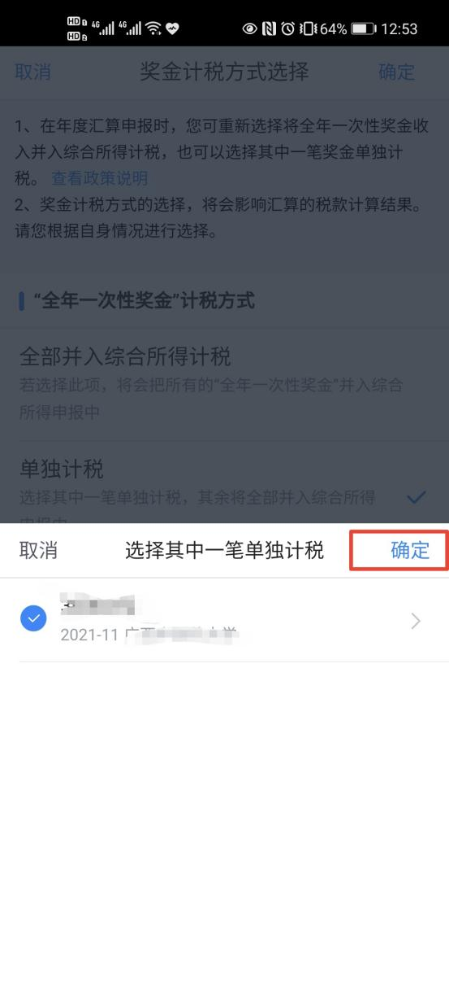 HD 1 4G 4G 64% 12:53
HD 2
取消 奖金计税方式选择 确定
1、在年度汇算申报时，您可重新选择将全年一次性奖金收
入并入综合所得计税，也可以选择其中一笔奖金单独计
税。 查看政策说明
2、奖金计税方式的选择，将会影响汇算的税款计算结果。
请您根据自身情况进行选择。
“全年一次性奖金”计税方式
全部并入综合所得计税
若选择此项，将会把所有的“全年一次性奖金”并入综合
所得申报中
单独计税
选择其中一笔单独计税，其余将全部并入综合所得
申报中
取消 选择其中一笔单独计税 确定
2021-11 广西